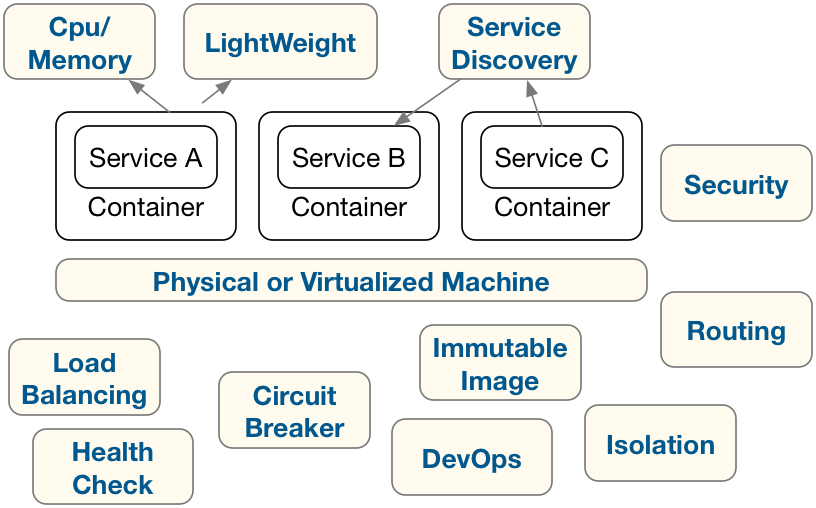 Cpu/
Memory
LightWeight
Service
Discovery
Service A
Container
Service B
Container
Service C
Container
Security
Physical or Virtualized Machine
Routing
Load
Balancing
Immutable
Image
Circuit
Breaker
Health
Check
DevOps
Isolation